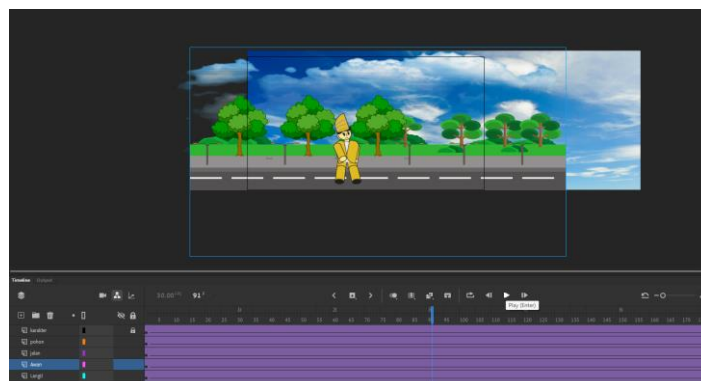 Timeline Output
30.00 FPS 91 F
Play (Enter)
5 10 15 20 25 30 35 40 45 50 55 60 65 70 75 80 85 90 95 100 105 110 115 120 125 130 135 140 145 150 155 160 165 170
karakter
pohon
jalan
Awan
Langit